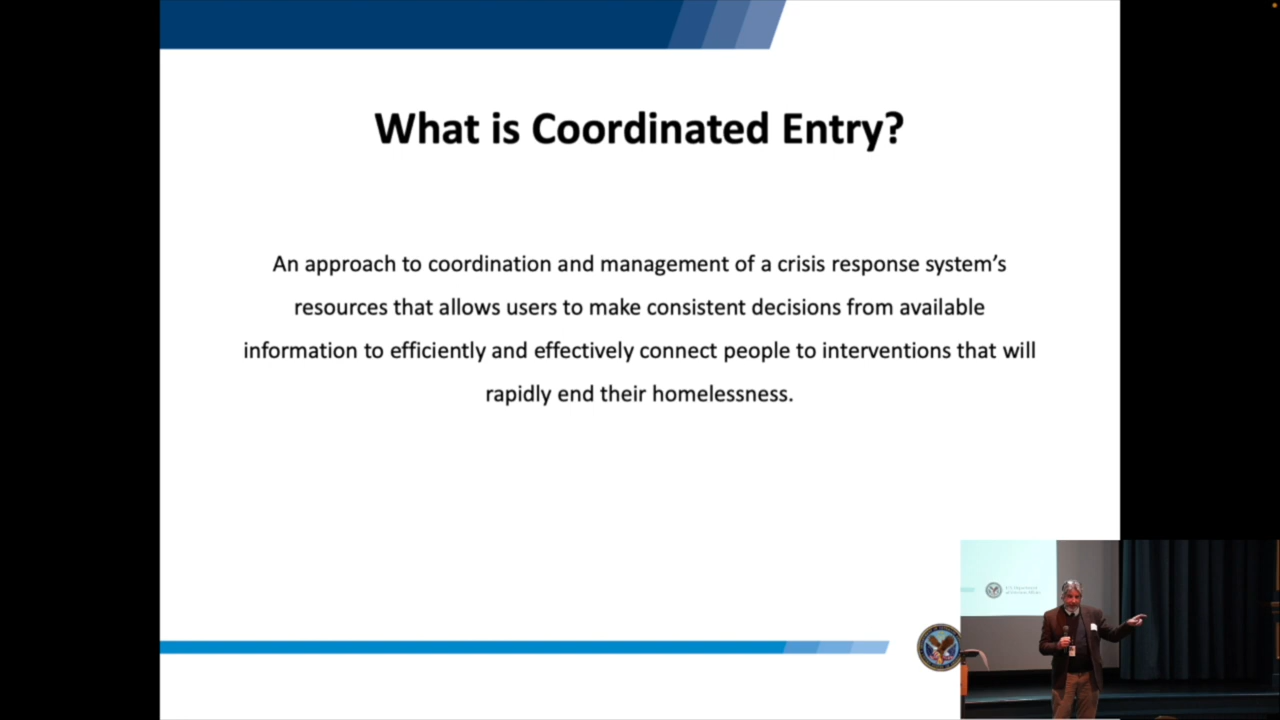 What is Coordinated Entry?
An approach to coordination and management of a crisis response system’s
resources that allows users to make consistent decisions from available
information to efficiently and effectively connect people to interventions that will
rapidly end their homelessness.